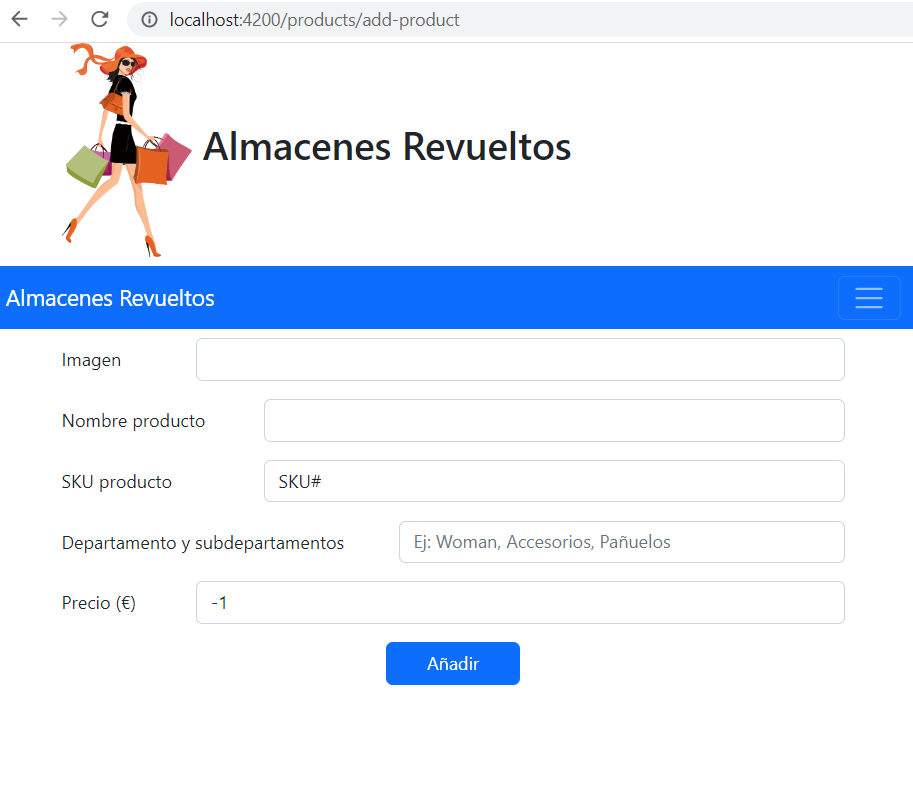 localhost:4200/products/add-product
Almacenes Revueltos
Almacenes Revueltos
Imagen
Nombre producto
SKU producto SKU#
Departamento y subdepartamentos Ej: Woman, Accesorios, Pañuelos
Precio (€) -1
Añadir